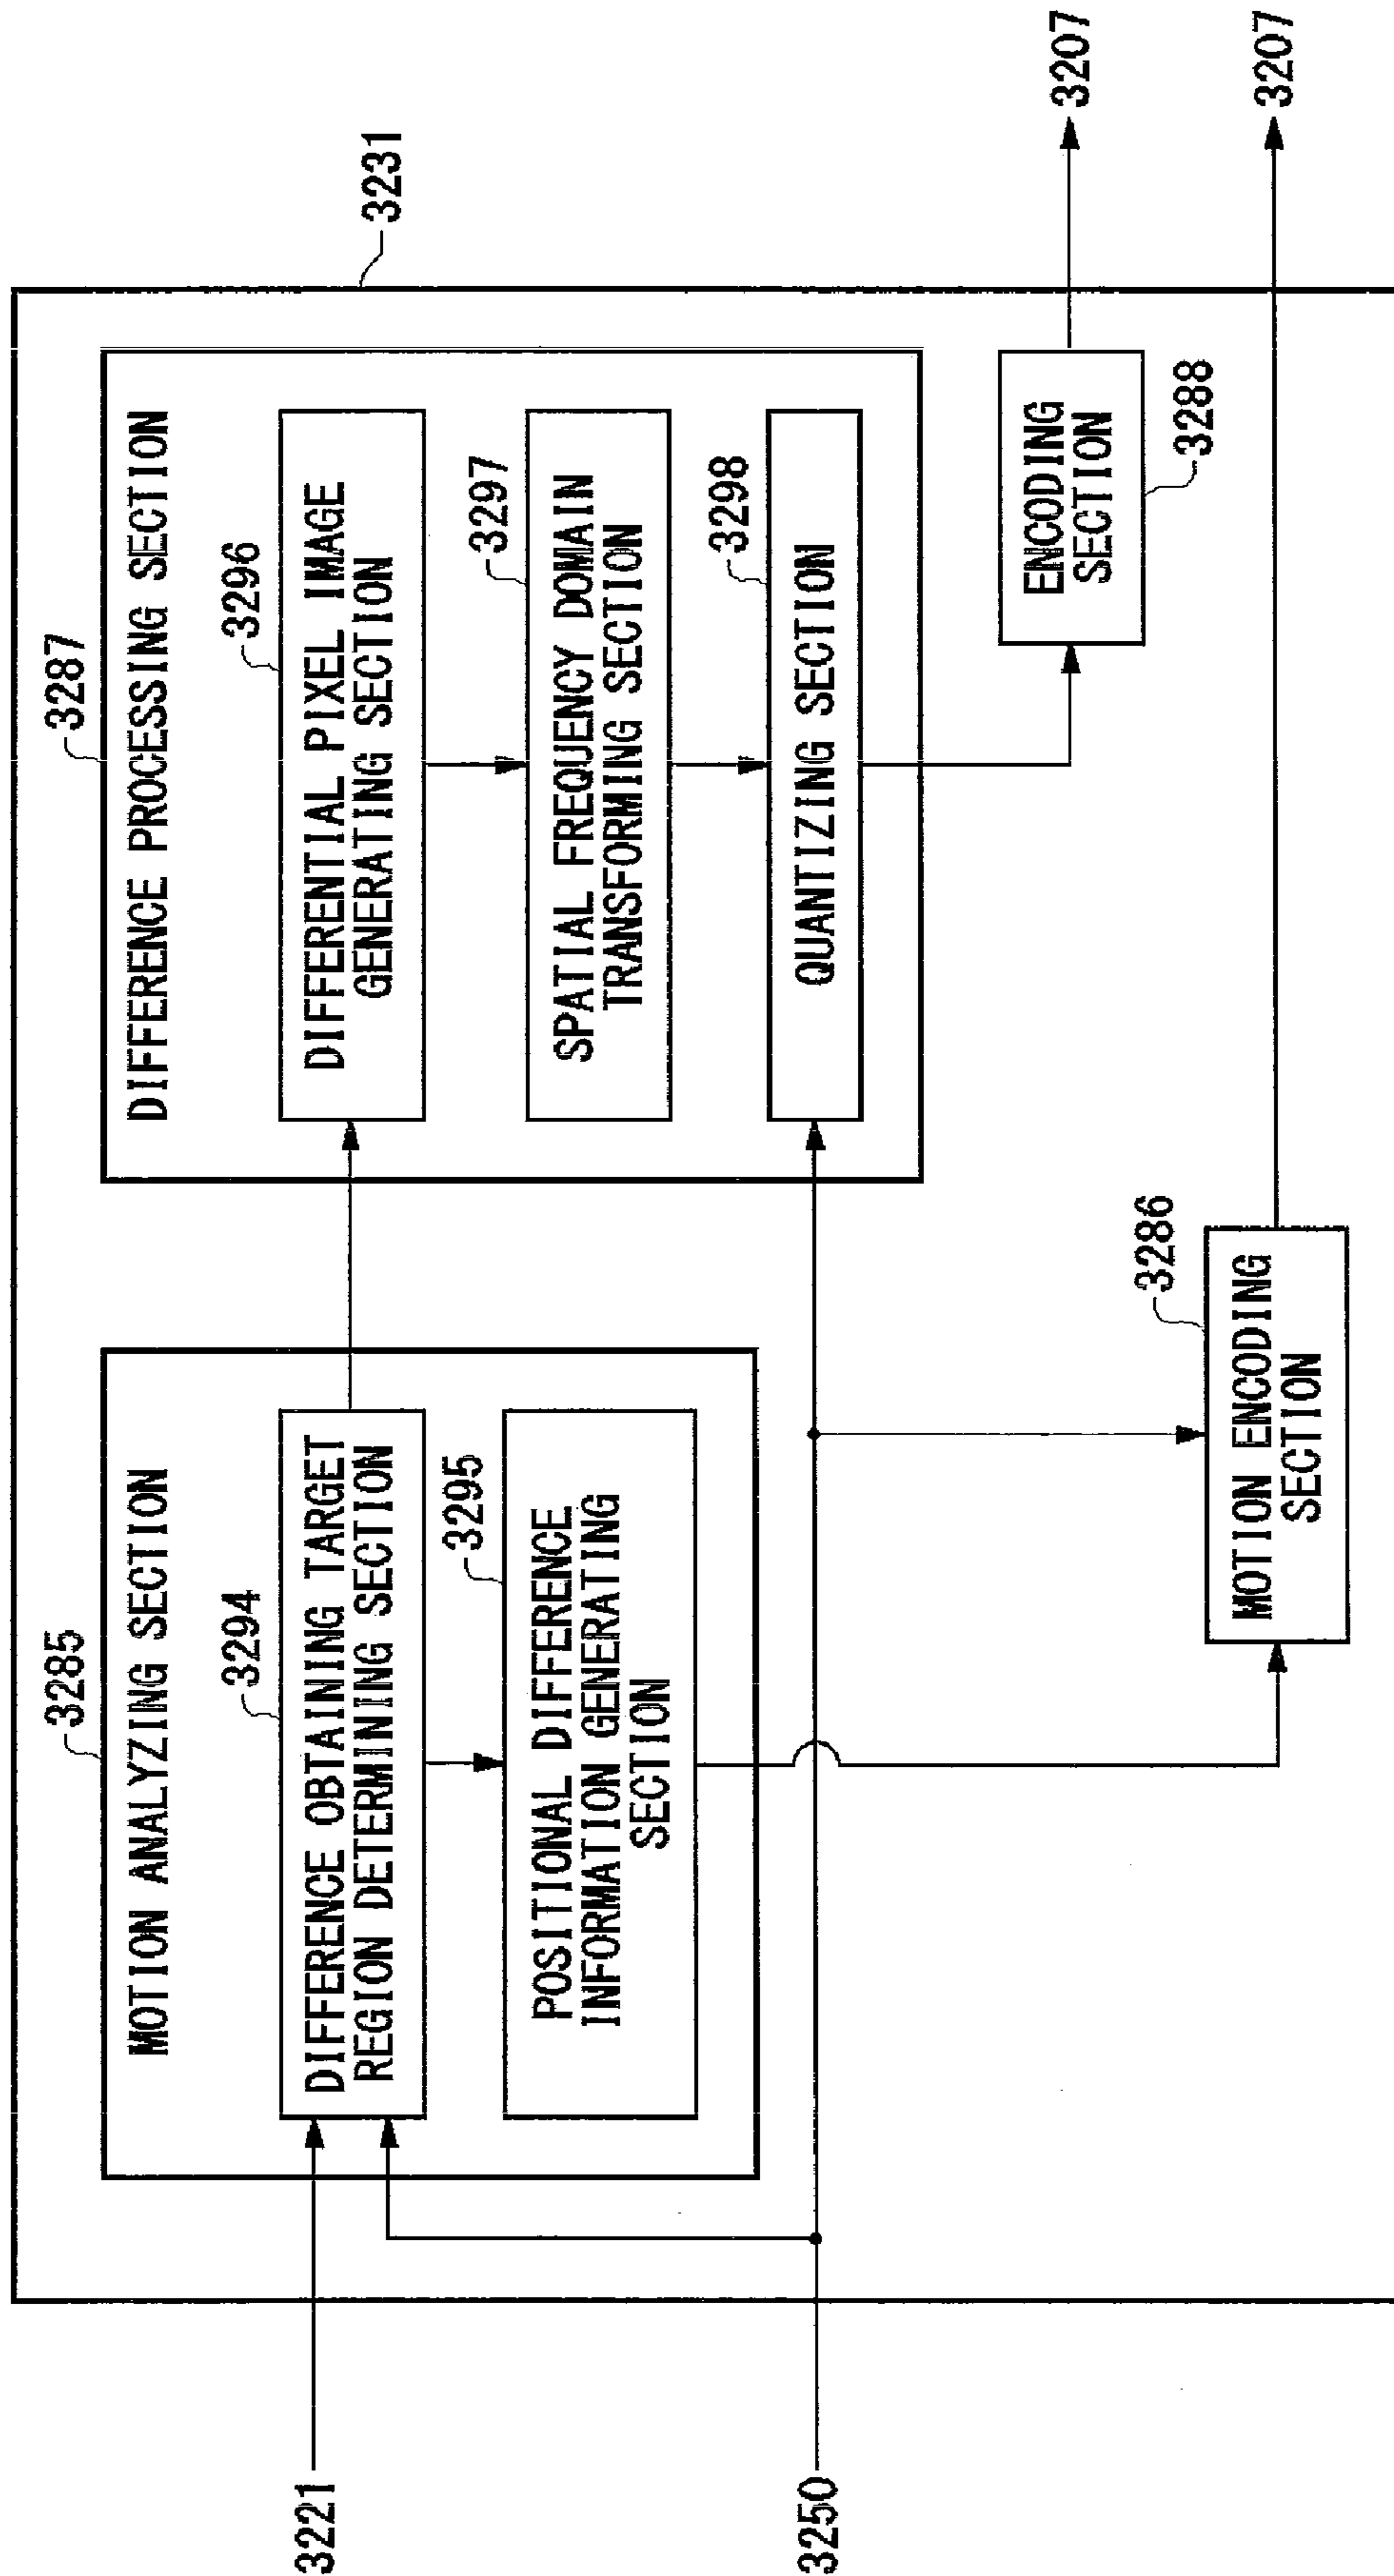 3231
3285
MOTION ANALYZING SECTION
3294
DIFFERENCE OBTAINING TARGET
REGION DETERMINING SECTION
3295
POSITIONAL DIFFERENCE
INFORMATION GENERATING
SECTION
3287
DIFFERENCE PROCESSING SECTION
3296
DIFFERENTIAL PIXEL IMAGE
GENERATING SECTION
3297
SPATIAL FREQUENCY DOMAIN
TRANSFORMING SECTION
3298
QUANTIZING SECTION
ENCODING
SECTION
3288
3286
MOTION ENCODING
SECTION
3221
3250
3207
3207